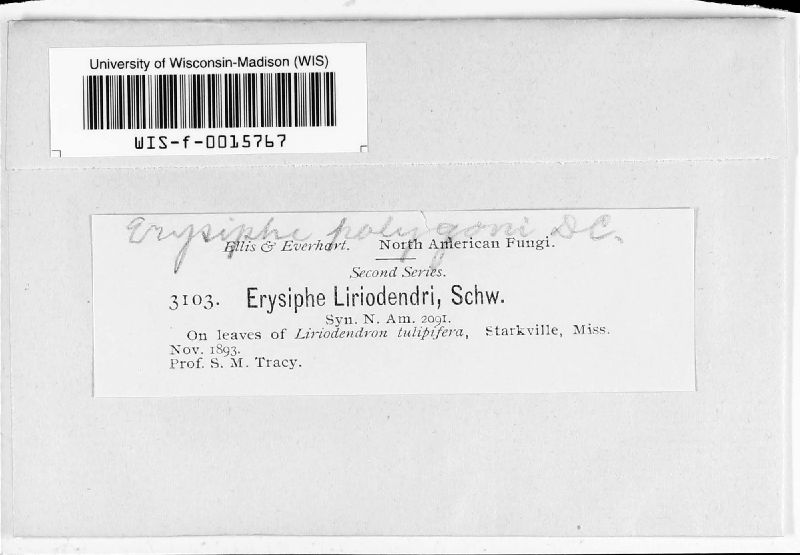 University of Wisconsin-Madison (WIS)
WIS-f-0015767
Erysiphe polygoni DC.
Ellis & Everhart. North American Fungi.
Second Series.
3103. Erysiphe Liriodendri, Schw.
Syn. N. Am. 2091.
On leaves of Liriodendron tulipifera, Starkville, Miss.
Nov. 1893.
Prof. S. M. Tracy.